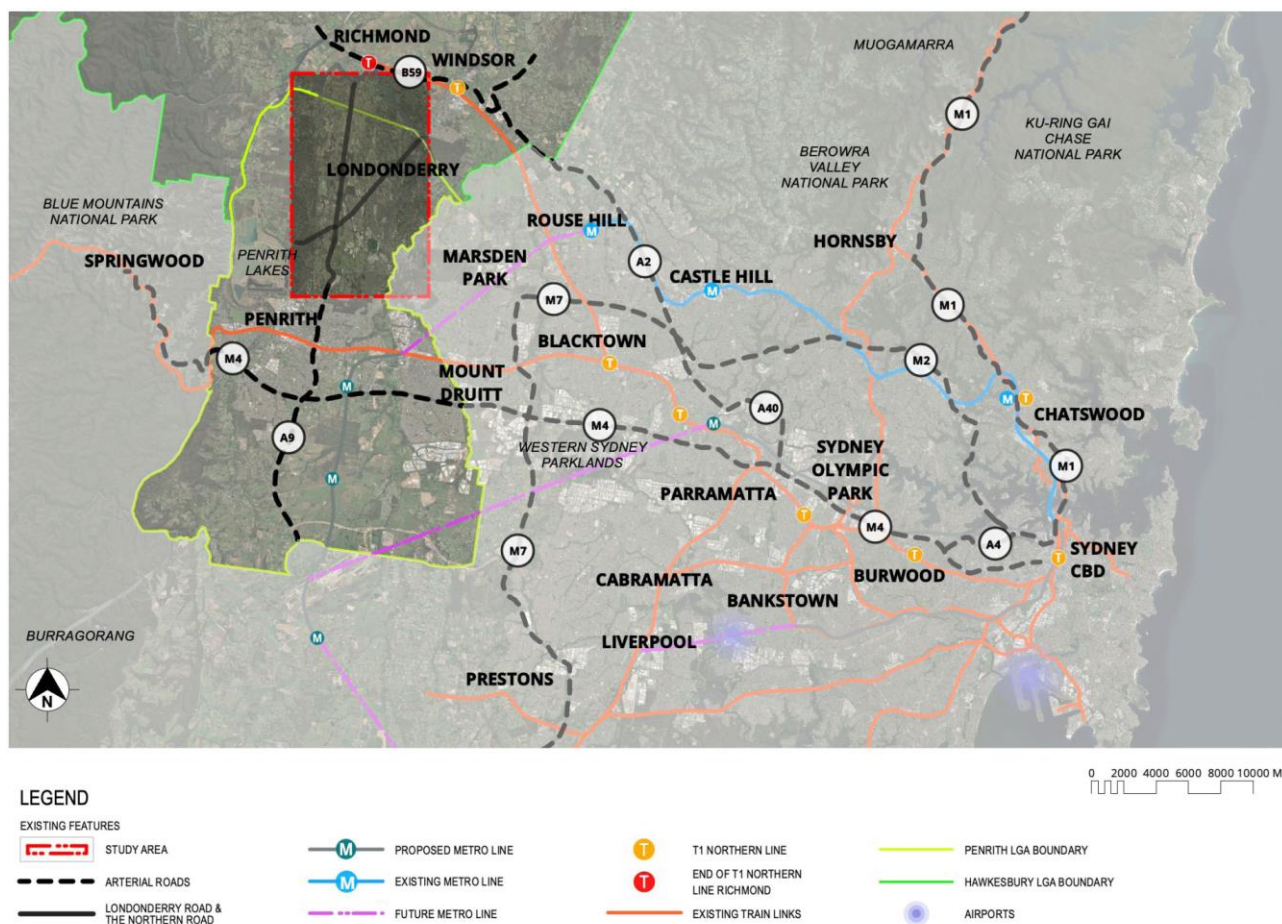 RICHMOND
B59
WINDSOR
T
T
MUOGAMARRA
M1
KU-RING GAI
CHASE
NATIONAL PARK
BEROWRA
VALLEY
NATIONAL PARK
LONDONDERRY
BLUE MOUNTAINS
NATIONAL PARK
SPRINGWOOD
PENRITH
LAKES
ROUSE HILL
M
HORNSBY
MARSDEN
PARK
A2
CASTLE HILL
M
M7
M1
PENRITH
BLACKTOWN
T
M4
MOUNT
DRUITT
M
M2
M
T
CHATSWOOD
A9
M4
T
M
A40
WESTERN SYDNEY
PARKLANDS
SYDNEY
OLYMPIC
PARK
M1
M
PARRAMATTA
T
M4
M7
A4
T
BURWOOD
T
SYDNEY
CBD
CABRAMATTA
BANKSTOWN
BURRAGORANG
M
LIVERPOOL
PRESTONS
N
0 2000 4000 6000 8000 10000 M
LEGEND
EXISTING FEATURES
STUDY AREA
ARTERIAL ROADS
LONDONDERRY ROAD &
THE NORTHERN ROAD
M PROPOSED METRO LINE
M EXISTING METRO LINE
FUTURE METRO LINE
T T1 NORTHERN LINE
T END OF T1 NORTHERN
LINE RICHMOND
EXISTING TRAIN LINKS
PENRITH LGA BOUNDARY
HAWKESBURY LGA BOUNDARY
AIRPORTS